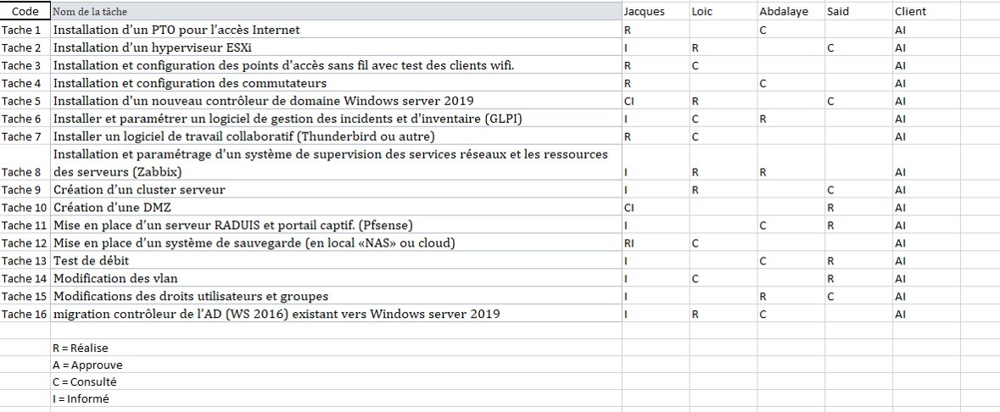 Code Nom de la tâche Jacques Loic Abdalaye Said Client
Tache 1 Installation d'un PTO pour l'accès Internet R C AI
Tache 2 Installation d'un hyperviseur ESXi I R C AI
Tache 3 Installation et configuration des points d'accès sans fil avec test des clients wifi. R C AI
Tache 4 Installation et configuration des commutateurs R C AI
Tache 5 Installation d'un nouveau contrôleur de domaine Windows server 2019 CI R C AI
Tache 6 Installer et paramétrer un logiciel de gestion des incidents et d'inventaire (GLPI) I C R AI
Tache 7 Installer un logiciel de travail collaboratif (Thunderbird ou autre) R C AI
Installation et paramétrage d'un système de supervision des services réseaux et les ressources
Tache 8 des serveurs (Zabbix) I R R AI
Tache 9 Création d'un cluster serveur I R C AI
Tache 10 Création d'une DMZ CI R AI
Tache 11 Mise en place d'un serveur RADUIS et portail captif. (Pfsense) I C R AI
Tache 12 Mise en place d'un système de sauvegarde (en local «NAS» ou cloud) RI C AI
Tache 13 Test de débit I C R AI
Tache 14 Modification des vlan I C R AI
Tache 15 Modifications des droits utilisateurs et groupes I R C AI
Tache 16 migration contrôleur de l'AD (WS 2016) existant vers Windows server 2019 I R C AI
R = Réalise
A = Approuve
C = Consulté
I = Informé